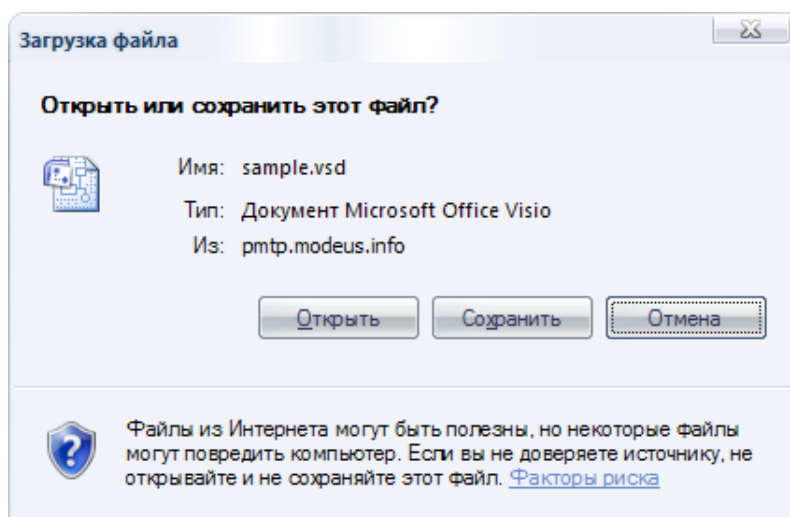 Загрузка файла
Открыть или сохранить этот файл?
Имя: sample.vsd
Тип: Документ Microsoft Office Visio
Из: pmtp.modeus.info
Открыть Сохранить Отмена
Файлы из Интернета могут быть полезны, но некоторые файлы
могут повредить компьютер. Если вы не доверяете источнику, не
открывайте и не сохраняйте этот файл. Факторы риска